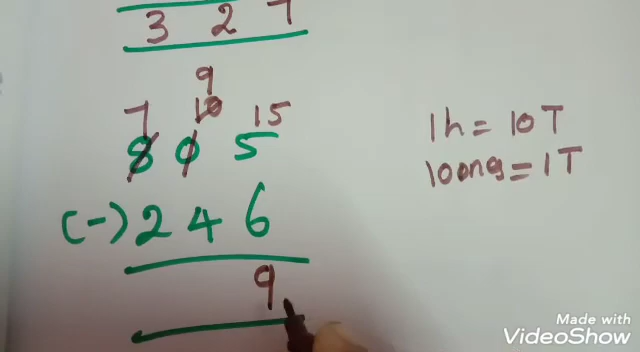 3 2 7
9
7 10 15
8 0 5 1h = 10T
10ong = 1T
(-) 2 4 6
9
Made with
VideoShow